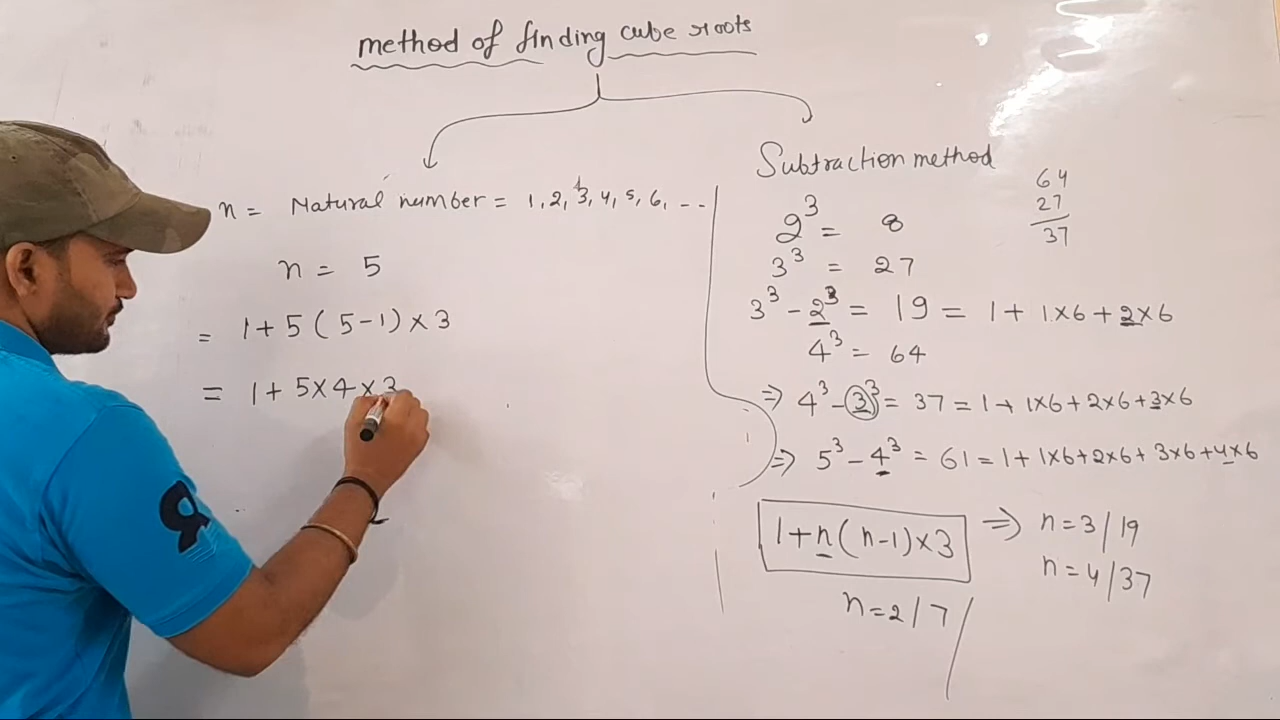 method of finding cube roots
n = Natural number = 1, 2, 3, 4, 5, 6, --
n = 5
= 1 + 5 ( 5 - 1 ) × 3
= 1 + 5 × 4 × 3
Subtraction method
64
27
37
2³ = 8
3³ = 27
3³ - 2³ = 19 = 1 + 1×6 + 2×6
4³ = 64
⇒ 4³ - 3³ = 37 = 1 + 1×6 + 2×6 + 3×6
⇒ 5³ - 4³ = 61 = 1 + 1×6 + 2×6 + 3×6 + 4×6
1 + n ( n - 1 ) × 3 ⇒ n = 3 / 19
n = 4 / 37
n = 2 / 7 /